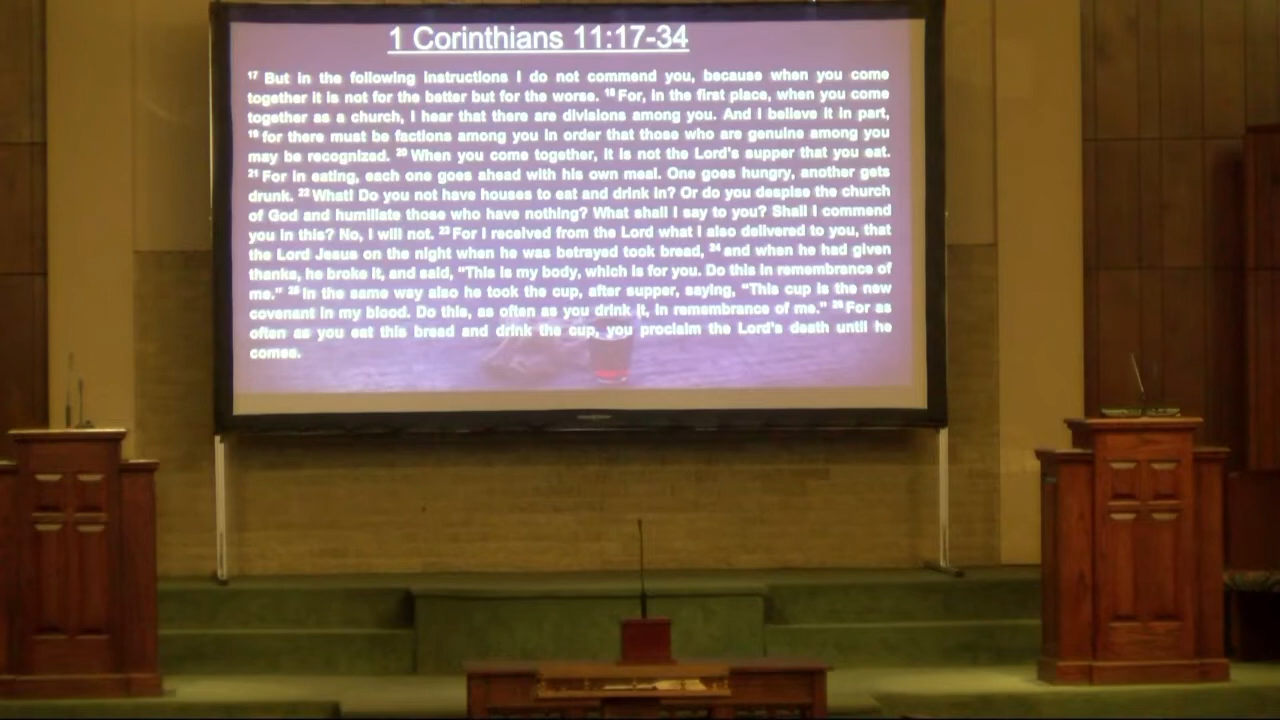 1 Corinthians 11:17-34
17 But in the following instructions I do not commend you, because when you come
together it is not for the better but for the worse. 18 For, in the first place, when you come
together as a church, I hear that there are divisions among you. And I believe it in part,
19 for there must be factions among you in order that those who are genuine among you
may be recognized. 20 When you come together, it is not the Lord's supper that you eat.
21 For in eating, each one goes ahead with his own meal. One goes hungry, another gets
drunk. 22 What! Do you not have houses to eat and drink in? Or do you despise the church
of God and humiliate those who have nothing? What shall I say to you? Shall I commend
you in this? No, I will not. 23 For I received from the Lord what I also delivered to you, that
the Lord Jesus on the night when he was betrayed took bread, 24 and when he had given
thanks, he broke it, and said, “This is my body, which is for you. Do this in remembrance of
me.” 25 In the same way also he took the cup, after supper, saying, “This cup is the new
covenant in my blood. Do this, as often as you drink it, in remembrance of me.” 26 For as
often as you eat this bread and drink the cup, you proclaim the Lord's death until he
comes.